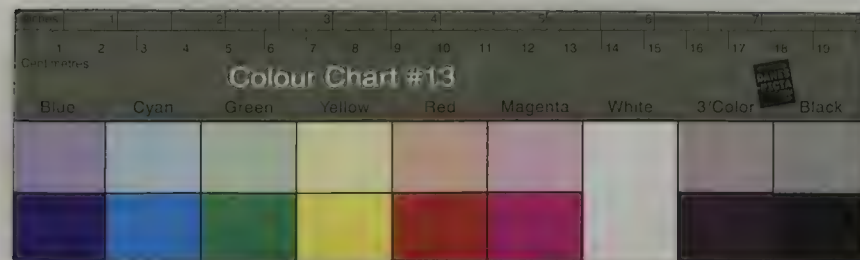 Inches 1 2 3 4 5 6 7
1 2 3 4 5 6 7 8 9 10 11 12 13 14 15 16 17 18 19
Centimetres
Colour Chart #13
DANES
PICTA
Blue Cyan Green Yellow Red Magenta White 3/Color Black